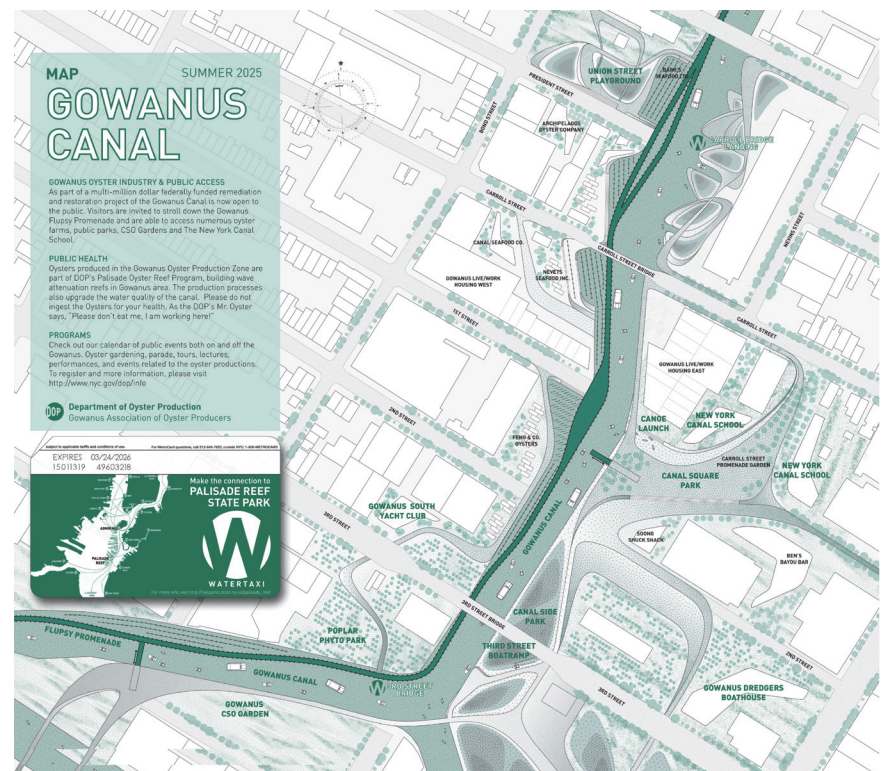 MAP
SUMMER 2025
GOWANUS
CANAL
GOWANUS OYSTER INDUSTRY & PUBLIC ACCESS
As part of a multi-million dollar federally funded remediation
and restoration project of the Gowanus Canal is now open to
the public. Visitors are invited to stroll down the Gowanus
Flupsy Promenade and are able to access numerous oyster
farms, public parks, CSO Gardens and The New York Canal
School.
PUBLIC HEALTH
Oysters produced in the Gowanus Oyster Production Zone are
part of DOP's Palisade Oyster Reef Program, building wave
attenuation reefs in Gowanus area. The production processes
also upgrade the water quality of the canal. Please do not
ingest the Oysters for your health. As the DOP's Mr. Oyster
says, "Please don't eat me, I am working here!"
PROGRAMS
Check out our calendar of public events both on and off the
Gowanus. Oyster gardening, parade, tours, lectures,
performances, and events related to the oyster productions.
To register and more information, please visit
http://www.nyc.gov/dop/info
DOP
Department of Oyster Production
Gowanus Association of Oyster Producers
EXPIRES 03/24/2026
15011319 49603218
Make the connection to
PALISADE REEF
STATE PARK
W
WATERTAXI
PALISADE
REEF
UNION STREET
PLAYGROUND
PRESIDENT STREET
BOND STREET
ARCHIPELAGOS
OYSTER COMPANY
W CARROLL BRIDGE
LANDING
CARROLL STREET
NEVINS STREET
CANAL SEAFOOD CO.
CARROLL STREET BRIDGE
NEVETS
SEAFOOD INC.
GOWANUS LIVE/WORK
HOUSING WEST
1ST STREET
CARROLL STREET
GOWANUS LIVE/WORK
HOUSING EAST
2ND STREET
CANOE
LAUNCH
NEW YORK
CANAL SCHOOL
FENG & CO.
OYSTERS
CARROLL STREET
PROMENADE GARDEN
CANAL SQUARE
PARK
NEW YORK
CANAL SCHOOL
GOWANUS SOUTH
YACHT CLUB
3RD STREET
GOWANUS CANAL
SOONG
SHUCK SHACK
BEN'S
BAYOU BAR
3RD STREET BRIDGE
CANAL SIDE
PARK
POPLAR
PHYTO PARK
FLUPSY PROMENADE
THIRD STREET
BOATRAMP
2ND STREET
GOWANUS CANAL
W 3RD STREET
BRIDGE
3RD STREET
GOWANUS DREDGERS
BOATHOUSE
GOWANUS
CSO GARDEN